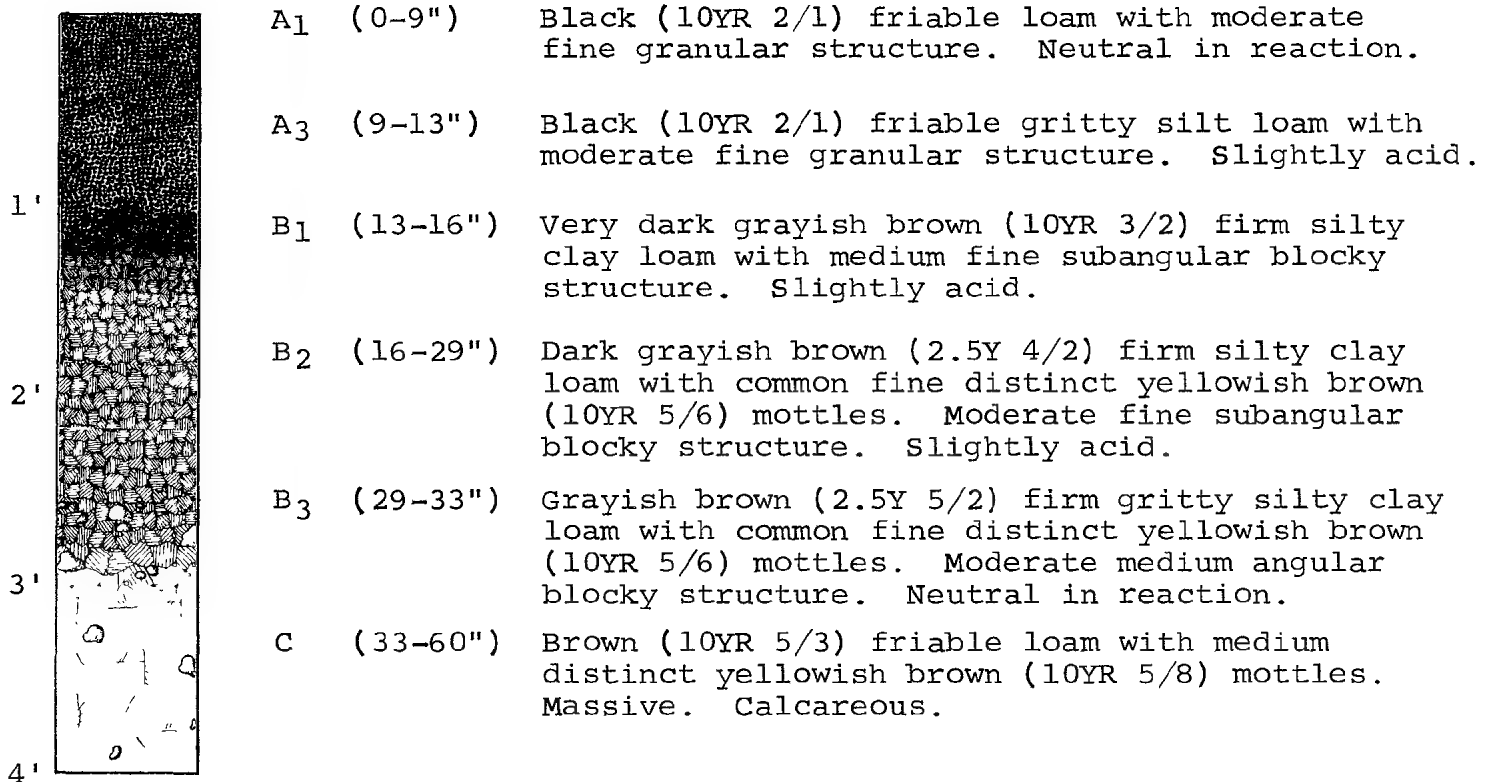 A1 (0-9") Black (10YR 2/1) friable loam with moderate
fine granular structure. Neutral in reaction.
A3 (9-13") Black (10YR 2/1) friable gritty silt loam with
moderate fine granular structure. Slightly acid.
1'
B1 (13-16") Very dark grayish brown (10YR 3/2) firm silty
clay loam with medium fine subangular blocky
structure. Slightly acid.
B2 (16-29") Dark grayish brown (2.5Y 4/2) firm silty clay
loam with common fine distinct yellowish brown
2'
(10YR 5/6) mottles. Moderate fine subangular
blocky structure. Slightly acid.
B3 (29-33") Grayish brown (2.5Y 5/2) firm gritty silty clay
loam with common fine distinct yellowish brown
(10YR 5/6) mottles. Moderate medium angular
3'
blocky structure. Neutral in reaction.
C (33-60") Brown (10YR 5/3) friable loam with medium
distinct yellowish brown (10YR 5/8) mottles.
Massive. Calcareous.
4'